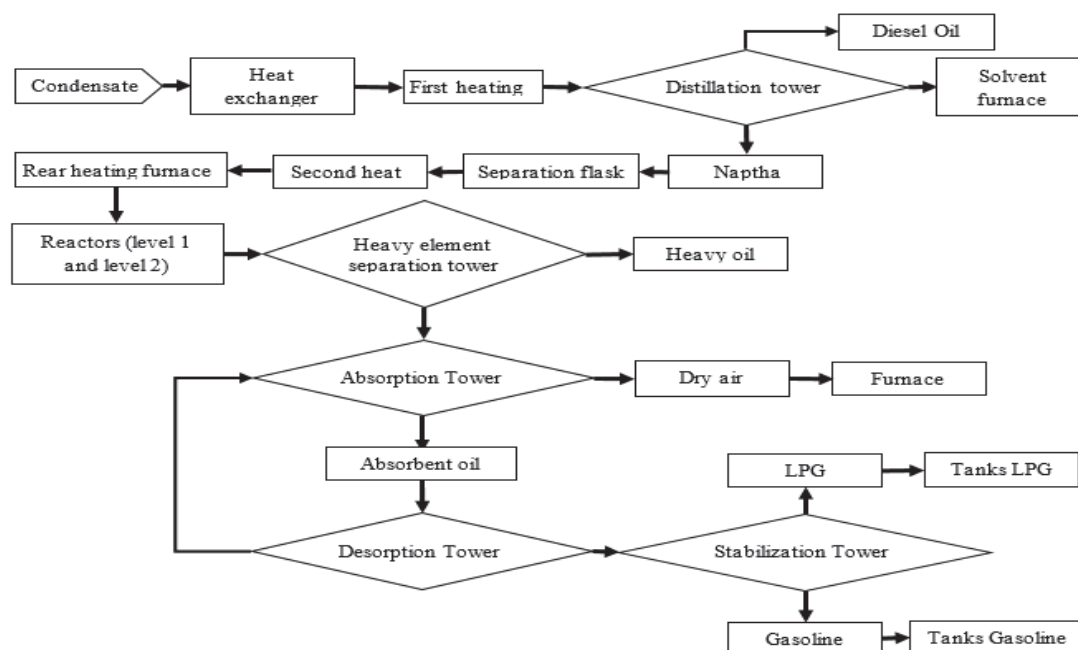 Diesel Oil
Condensate
Heat
exchanger
First heating
Distillation tower
Solvent
furnace
Rear heating furnace
Second heat
Separation flask
Naptha
Reactors (level 1
and level 2)
Heavy element
separation tower
Heavy oil
Absorption Tower
Dry air
Furnace
Absorbent oil
LPG
Tanks LPG
Desorption Tower
Stabilization Tower
Gasoline
Tanks Gasoline